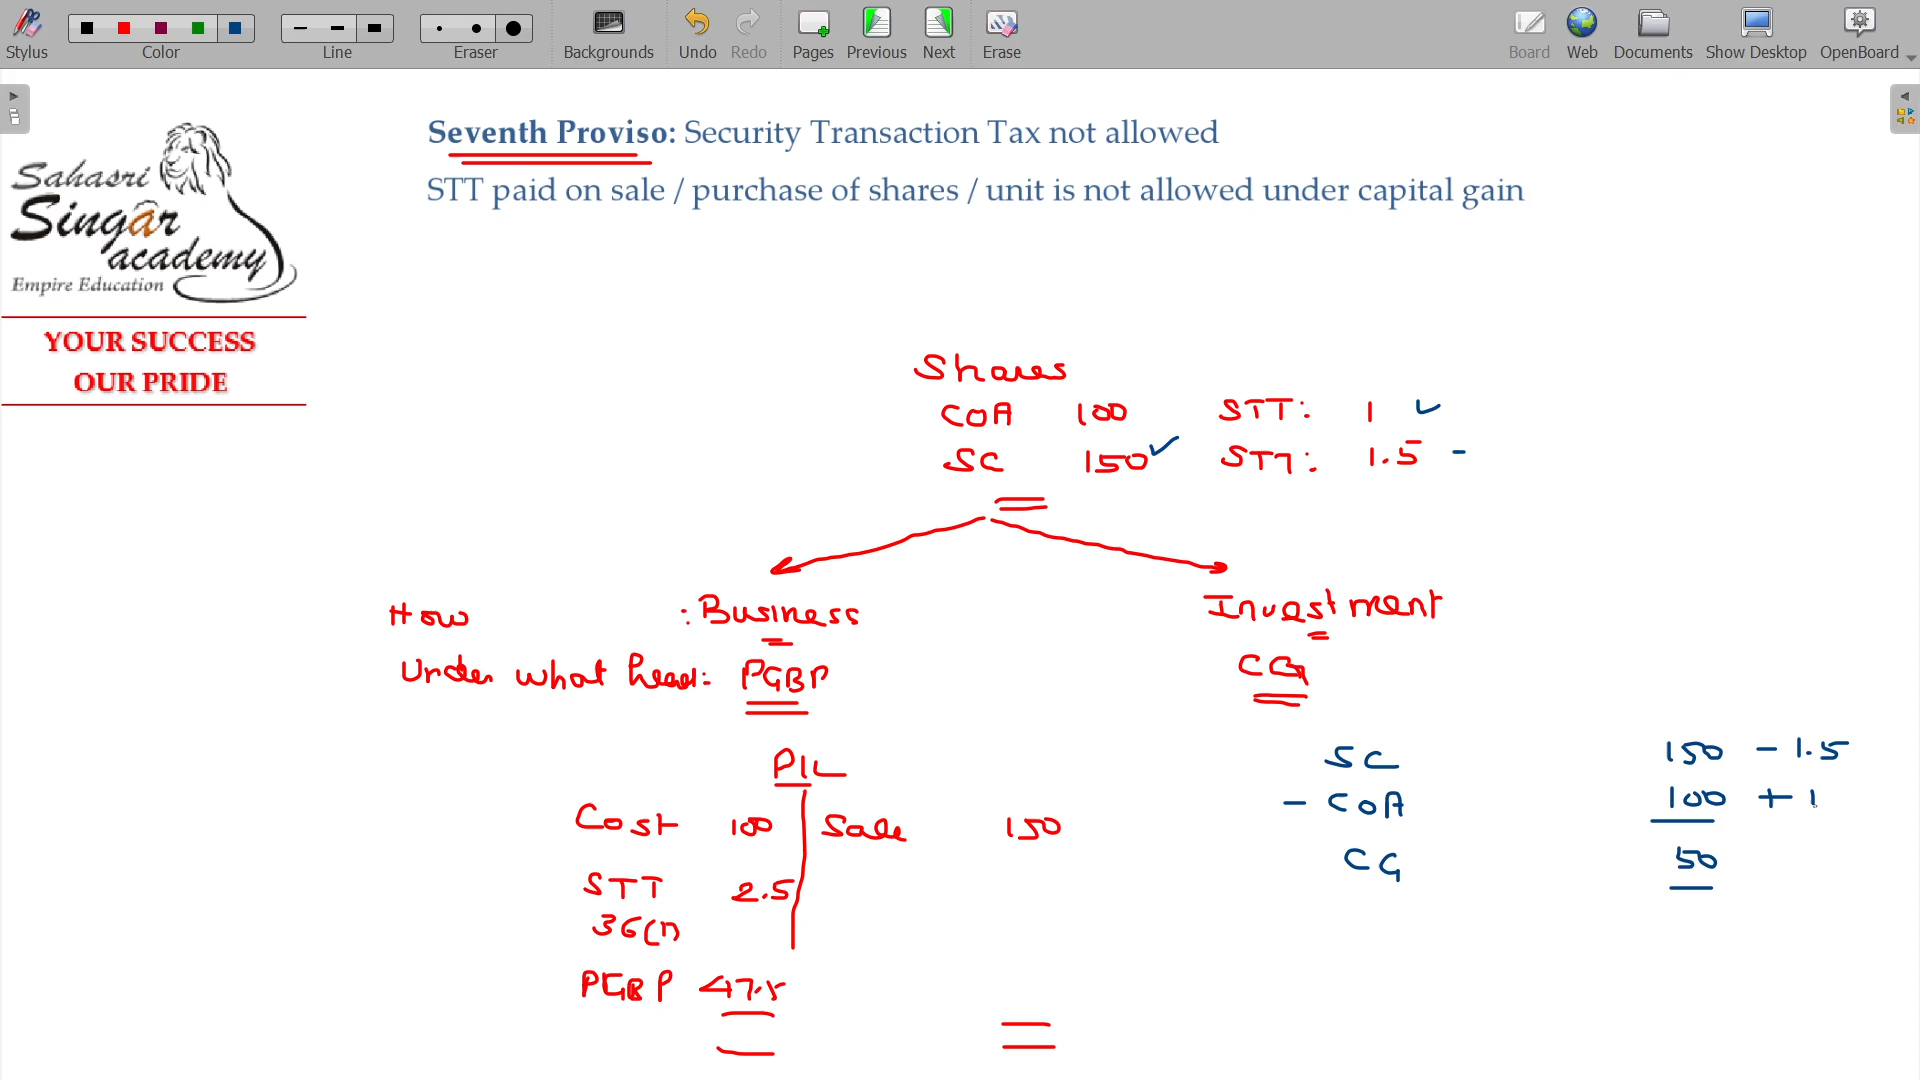 Stylus Color Line Eraser Backgrounds Undo Redo Pages Previous Next Erase Board Web Documents Show Desktop OpenBoard
Seventh Proviso: Security Transaction Tax not allowed
STT paid on sale / purchase of shares / unit is not allowed under capital gain
Sahasri
Singar
academy
Empire Education
YOUR SUCCESS
OUR PRIDE
Shares
COA 100 STT: 1
SC 150 STT: 1.5
How : Business Investment
Under what head: PGBP CG
P/L
Cost 100 Sale 150
STT 2.5
36(1)
PGBP 47.5
SC 150 - 1.5
- COA 100 + 1
CG 50